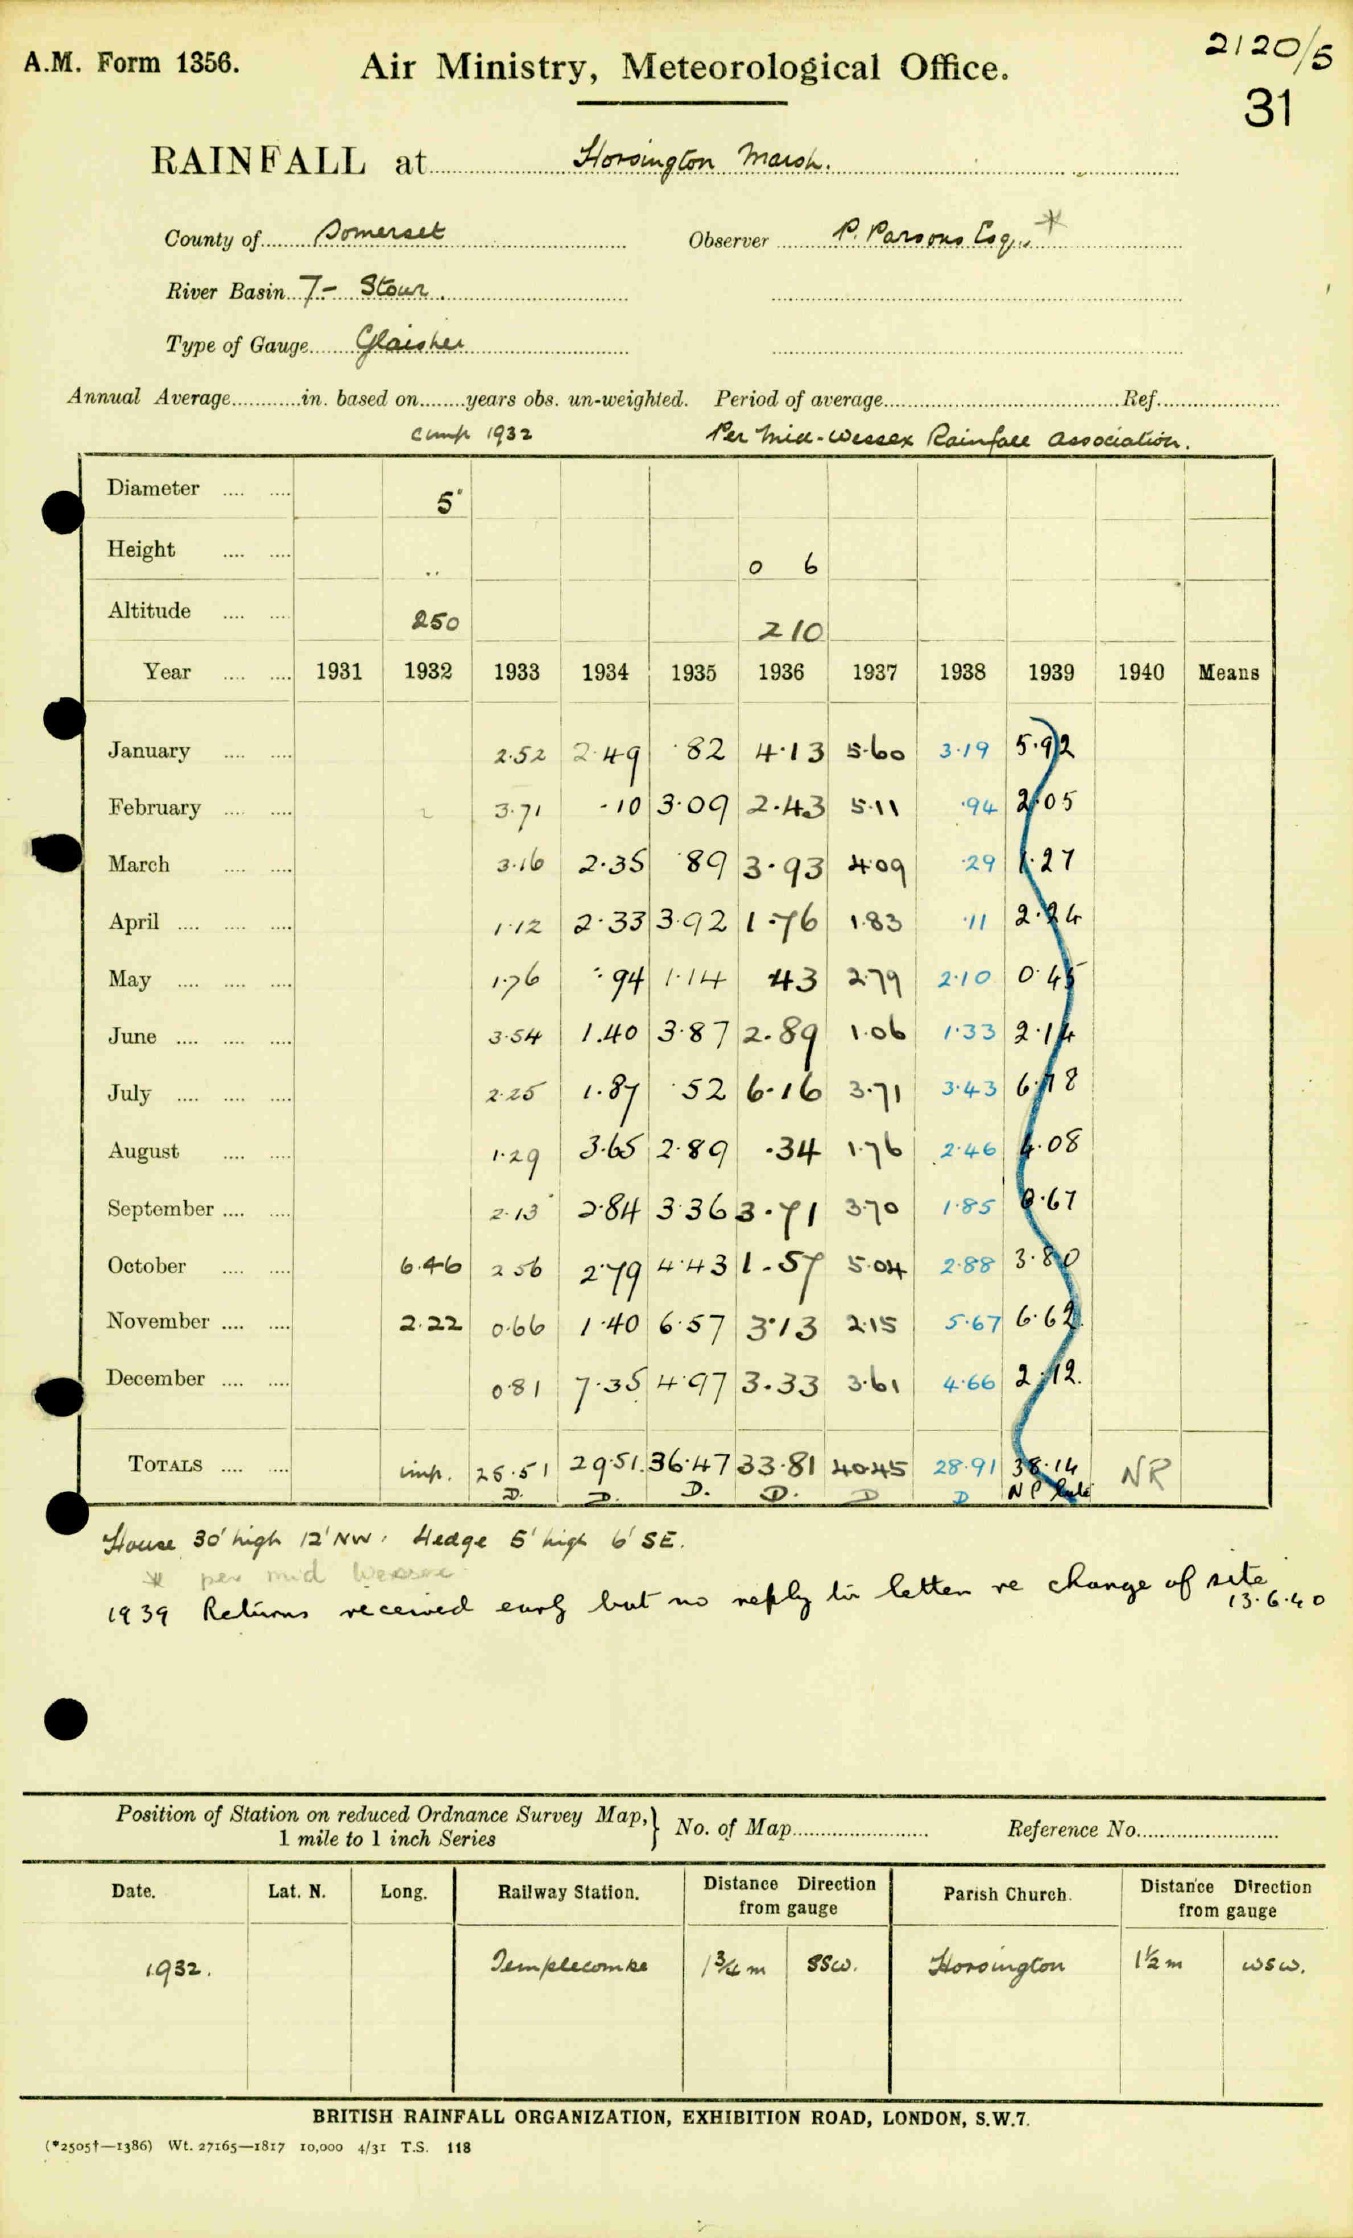 A.M. Form 1356.
Air Ministry, Meteorological Office.
2120/5
31
RAINFALL at Horsington Marsh.
County of Somerset Observer P. Parsons Esq. *
River Basin 7- Stour.
Type of Gauge Glaisher
Annual Average in. based on years obs. un-weighted. Period of average Ref.
1932 Per Mid-Wessex Rainfall Association.
Diameter 5"
Height .. 0 6
Altitude 250 210
Year 1931 1932 1933 1934 1935 1936 1937 1938 1939 1940 Means
January 2.52 2.49 .82 4.13 5.60 3.19 5.92
February 3.71 .10 3.09 2.43 5.11 .94 2.05
March 3.16 2.35 .89 3.93 4.09 .29 1.27
April 1.12 2.33 3.92 1.76 1.83 .11 2.24
May 1.76 .94 1.14 .43 2.79 2.10 0.45
June 3.54 1.40 3.87 2.89 1.06 1.33 2.14
July 2.25 1.87 .52 6.16 3.71 3.43 6.78
August 1.29 3.65 2.89 .34 1.76 2.46 4.08
September 2.13 2.84 3.36 3.71 3.70 1.85 0.67
October 6.46 2.56 2.79 4.43 1.57 5.04 2.88 3.80
November 2.22 0.66 1.40 6.57 3.13 2.15 5.67 6.62
December 0.81 7.35 4.97 3.33 3.61 4.66 2.12.
TOTALS imp. 25.51 29.51 36.47 33.81 40.45 28.91 38.14 NR
D. D. D. D. D D NP
House 30' high 12' NW. Hedge 5' high 6' SE.
* per mid Wessex
1939 Returns received early but no reply to letter re change of site
13.6.40
Position of Station on reduced Ordnance Survey Map, } No. of Map Reference No.
1 mile to 1 inch Series
Date. Lat. N. Long. Railway Station. Distance Direction from gauge Parish Church. Distance Direction from gauge
1932. Templecombe 1¾ m SSW. Horsington 1½ m WSW.
BRITISH RAINFALL ORGANIZATION, EXHIBITION ROAD, LONDON, S.W.7.
(*2505†—1386) Wt. 27165—1817 10,000 4/31 T.S. 118